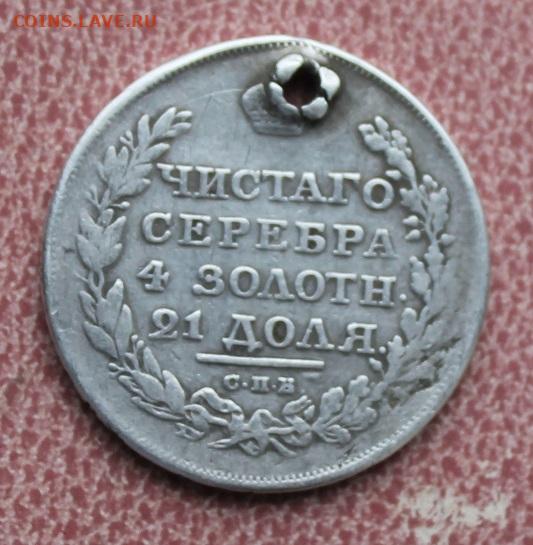 COINS.LAVE.RU
ЧИСТАГО
СЕРЕБРА
4 ЗОЛОТН.
21 ДОЛЯ.
С.П.Б